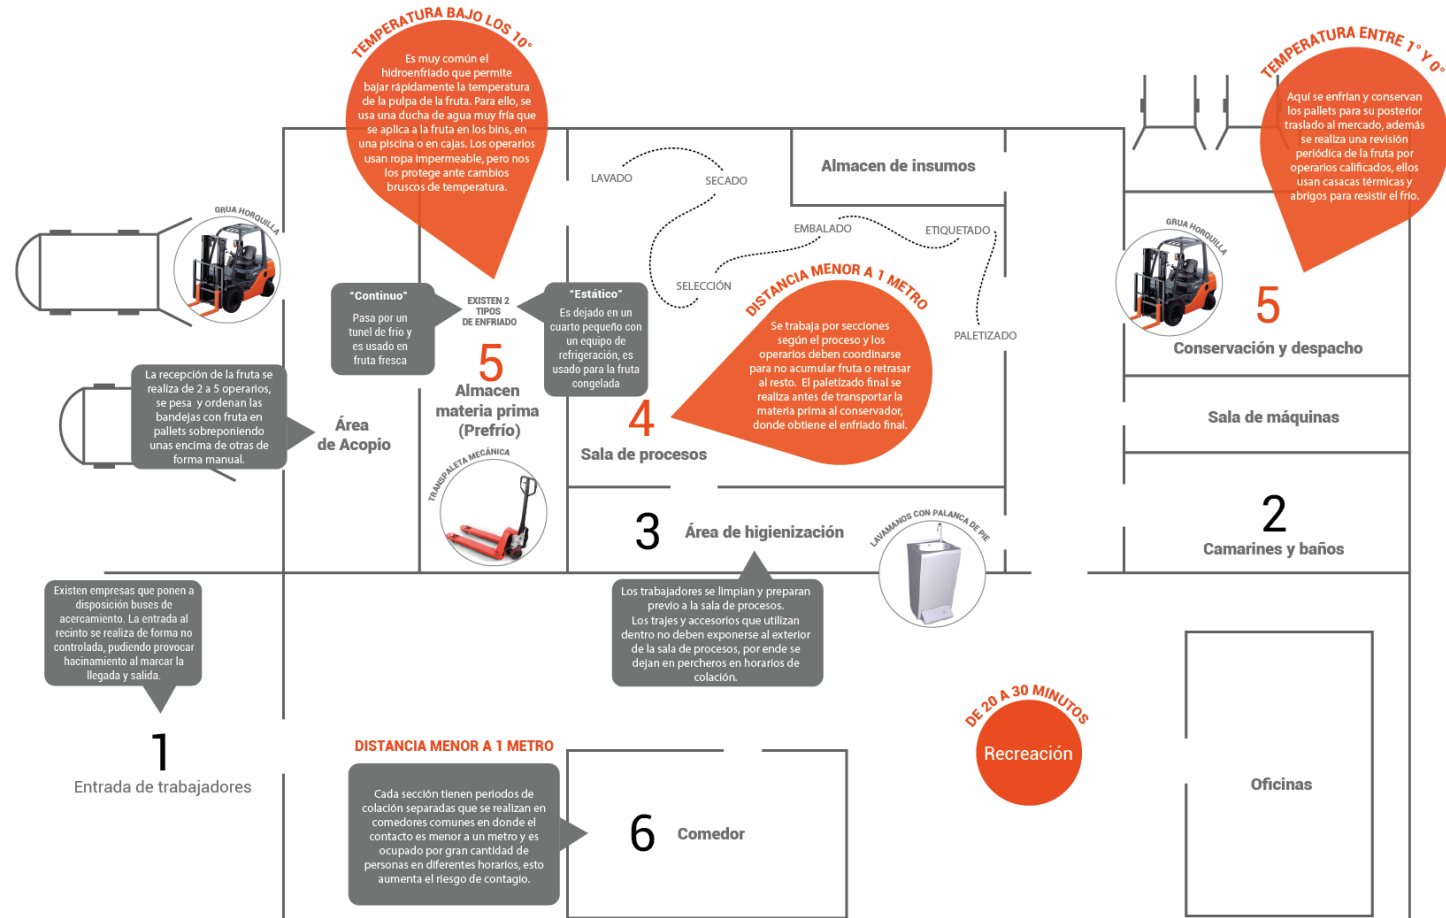 TEMPERATURA BAJO LOS 10°
Es muy común el
hidroenfriado que permite
bajar rápidamente la temperatura
de la pulpa de la fruta. Para ello, se
usa una ducha de agua muy fría que
se aplica a la fruta en los bins, en
una piscina o en cajas. Los operarios
usan ropa impermeable, pero nos
los protege ante cambios
bruscos de temperatura.
TEMPERATURA ENTRE 1° Y 0°
Aquí se enfrían y conservan
los pallets para su posterior
traslado al mercado, además
se realiza una revisión
periódica de la fruta por
operarios calificados, ellos
usan casacas térmicas y
abrigos para resistir el frío.
LAVADO
SECADO
Almacen de insumos
EMBALADO
ETIQUETADO
SELECCIÓN
PALETIZADO
GRUA HORQUILLA
GRUA HORQUILLA
"Continuo"
Pasa por un
tunel de frío y
es usado en
fruta fresca
EXISTEN 2
TIPOS
DE ENFRIADO
"Estático"
Es dejado en un
cuarto pequeño con
un equipo de
refrigeración, es
usado para la fruta
congelada
5
Almacen
materia prima
(Prefrío)
DISTANCIA MENOR A 1 METRO
Se trabaja por secciones
según el proceso y los
operarios deben coordinarse
para no acumular fruta o retrasar
al resto. El paletizado final se
realiza antes de transportar la
materia prima al conservador,
donde obtiene el enfriado final.
5
Conservación y despacho
La recepción de la fruta se
realiza de 2 a 5 operarios,
se pesa y ordenan las
bandejas con fruta en
pallets sobreponiendo
unas encima de otras de
forma manual.
Área
de Acopio
4
Sala de procesos
Sala de máquinas
TRANSPALETA MECÁNICA
3
Área de higienización
LAVAMANOS CON PALANCA DE PIE
2
Camarines y baños
Existen empresas que ponen a
disposición buses de
acercamiento. La entrada al
recinto se realiza de forma no
controlada, pudiendo provocar
hacinamiento al marcar la
llegada y salida.
Los trabajadores se limpian y preparan
previo a la sala de procesos.
Los trajes y accesorios que utilizan
dentro no deben exponerse al exterior
de la sala de procesos, por ende se
dejan en percheros en horarios de
colación.
1
Entrada de trabajadores
DISTANCIA MENOR A 1 METRO
Cada sección tienen periodos de
colación separadas que se realizan en
comedores comunes en donde el
contacto es menor a un metro y es
ocupado por gran cantidad de
personas en diferentes horarios, esto
aumenta el riesgo de contagio.
6
Comedor
DE 20 A 30 MINUTOS
Recreación
Oficinas